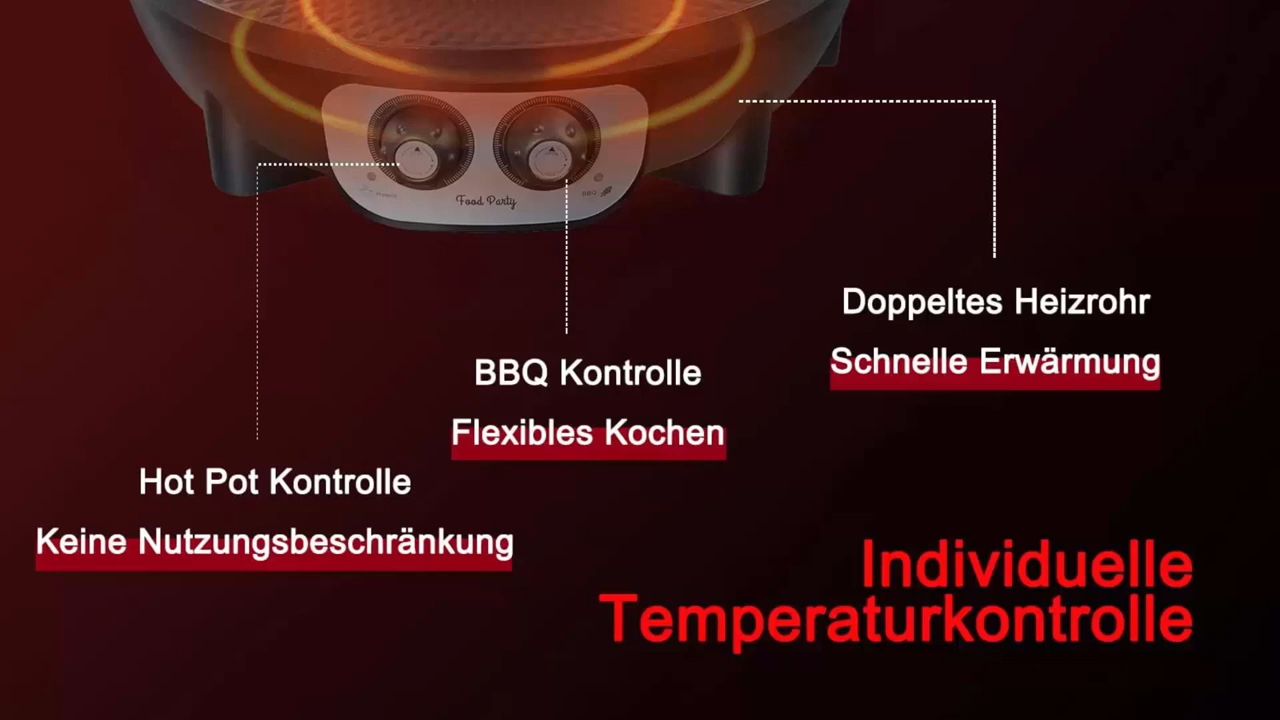 Food Party
BBQ
Doppeltes Heizrohr
Schnelle Erwärmung
BBQ Kontrolle
Flexibles Kochen
Hot Pot Kontrolle
Keine Nutzungsbeschränkung
Individuelle
Temperaturkontrolle